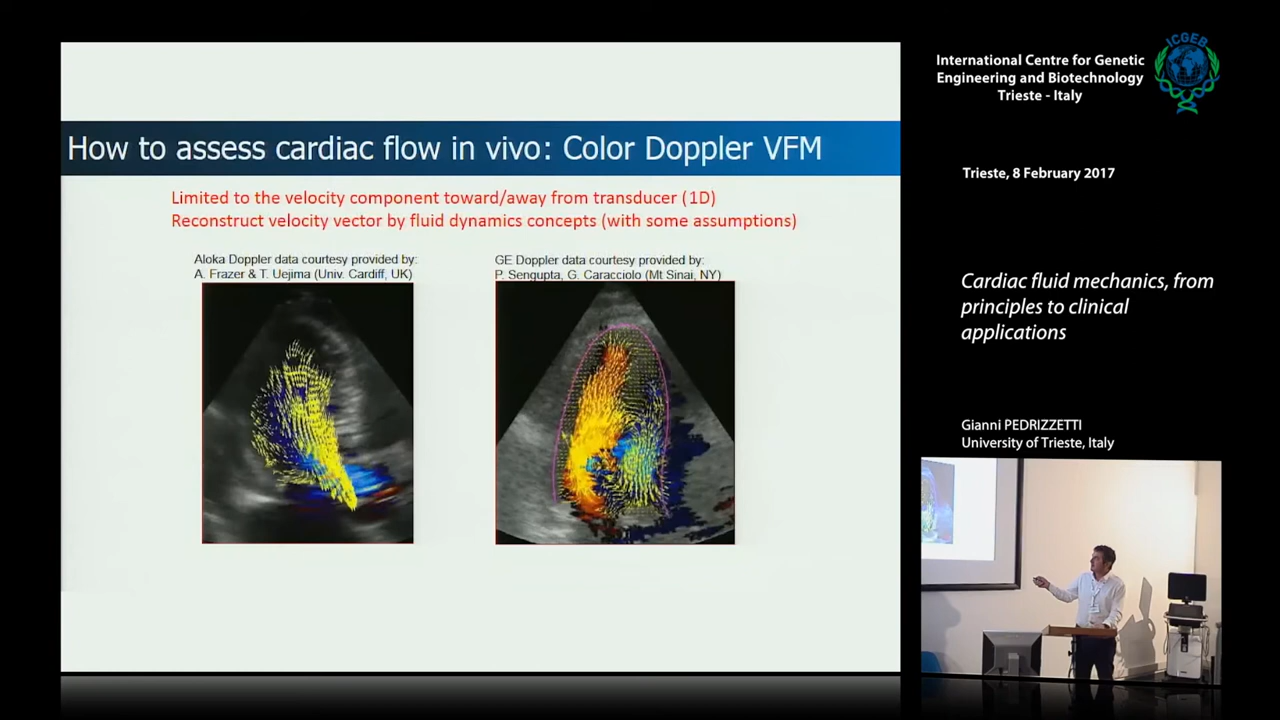 How to assess cardiac flow in vivo: Color Doppler VFM
Limited to the velocity component toward/away from transducer (1D)
Reconstruct velocity vector by fluid dynamics concepts (with some assumptions)
Aloka Doppler data courtesy provided by:
A. Frazer & T. Uejima (Univ. Cardiff, UK)
GE Doppler data courtesy provided by:
P. Sengupta, G. Caracciolo (Mt Sinai, NY)
International Centre for Genetic
Engineering and Biotechnology
Trieste - Italy
ICGEB
Trieste, 8 February 2017
Cardiac fluid mechanics, from
principles to clinical
applications
Gianni PEDRIZZETTI
University of Trieste, Italy